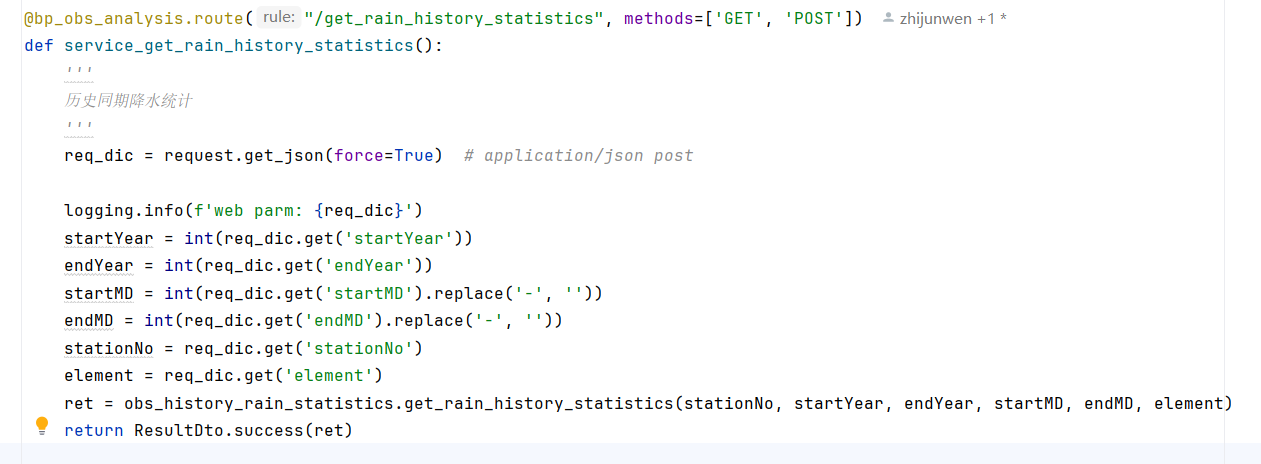 @bp_obs_analysis.route( rule: "/get_rain_history_statistics", methods=['GET', 'POST']) zhijunwen +1 *
def service_get_rain_history_statistics():
    '''
    历史同期降水统计
    '''
    req_dic = request.get_json(force=True)  # application/json post
    logging.info(f'web parm: {req_dic}')
    startYear = int(req_dic.get('startYear'))
    endYear = int(req_dic.get('endYear'))
    startMD = int(req_dic.get('startMD').replace('-', ''))
    endMD = int(req_dic.get('endMD').replace('-', ''))
    stationNo = req_dic.get('stationNo')
    element = req_dic.get('element')
    ret = obs_history_rain_statistics.get_rain_history_statistics(stationNo, startYear, endYear, startMD, endMD, element)
    return ResultDto.success(ret)